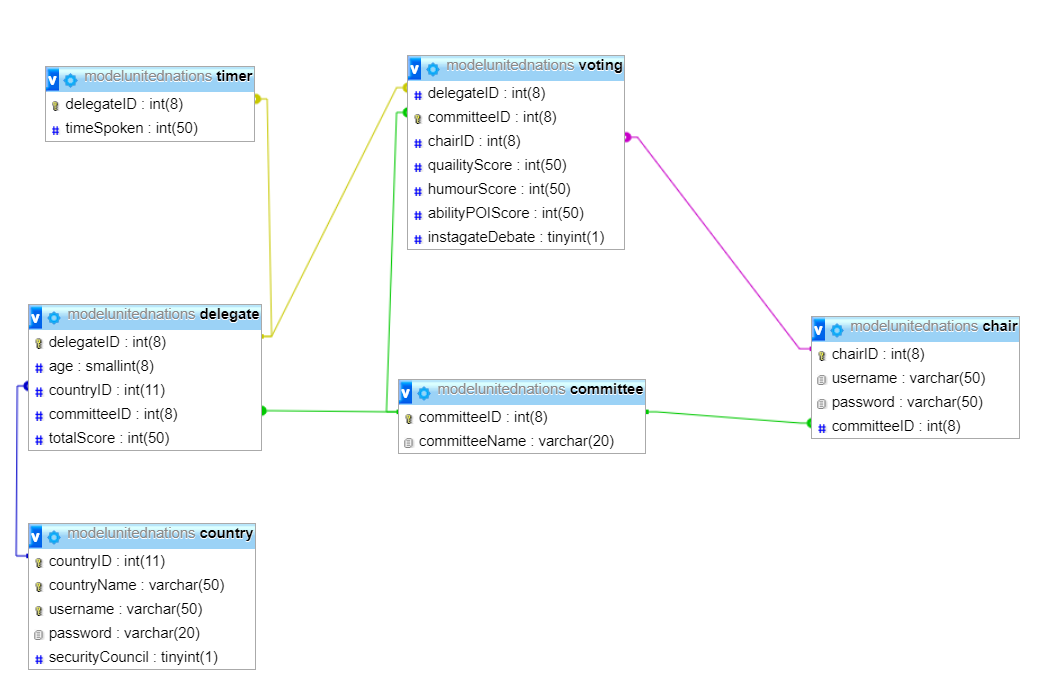 modelunitednations timer
delegateID : int(8)
timeSpoken : int(50)
v modelunitednations voting
delegateID : int(8)
committeeID : int(8)
chairID : int(8)
quailityScore : int(50)
humourScore : int(50)
abilityPOIScore : int(50)
instagateDebate : tinyint(1)
v modelunitednations delegate
delegateID : int(8)
age : smallint(8)
countryID : int(11)
committeeID : int(8)
totalScore : int(50)
v modelunitednations committee
committeeID : int(8)
committeeName : varchar(20)
v modelunitednations chair
chairID : int(8)
username : varchar(50)
password : varchar(50)
committeeID : int(8)
v modelunitednations country
countryID : int(11)
countryName : varchar(50)
username : varchar(50)
password : varchar(20)
securityCouncil : tinyint(1)